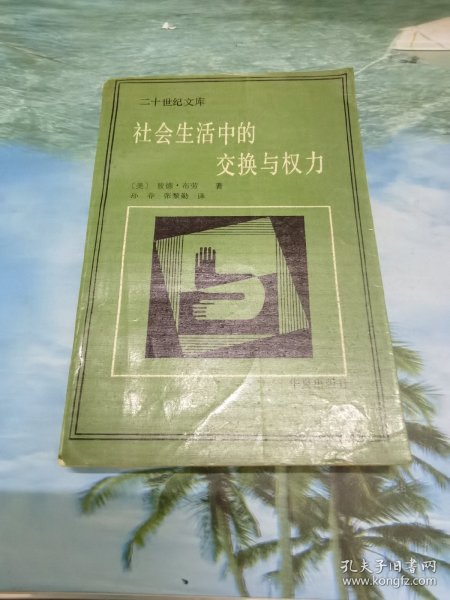 二十世纪文库
社会生活中的
交换与权力
〔美〕 彼德·布劳 著
孙非 张黎勤 译
华夏出版社
孔夫子旧书网
www.kongfz.com